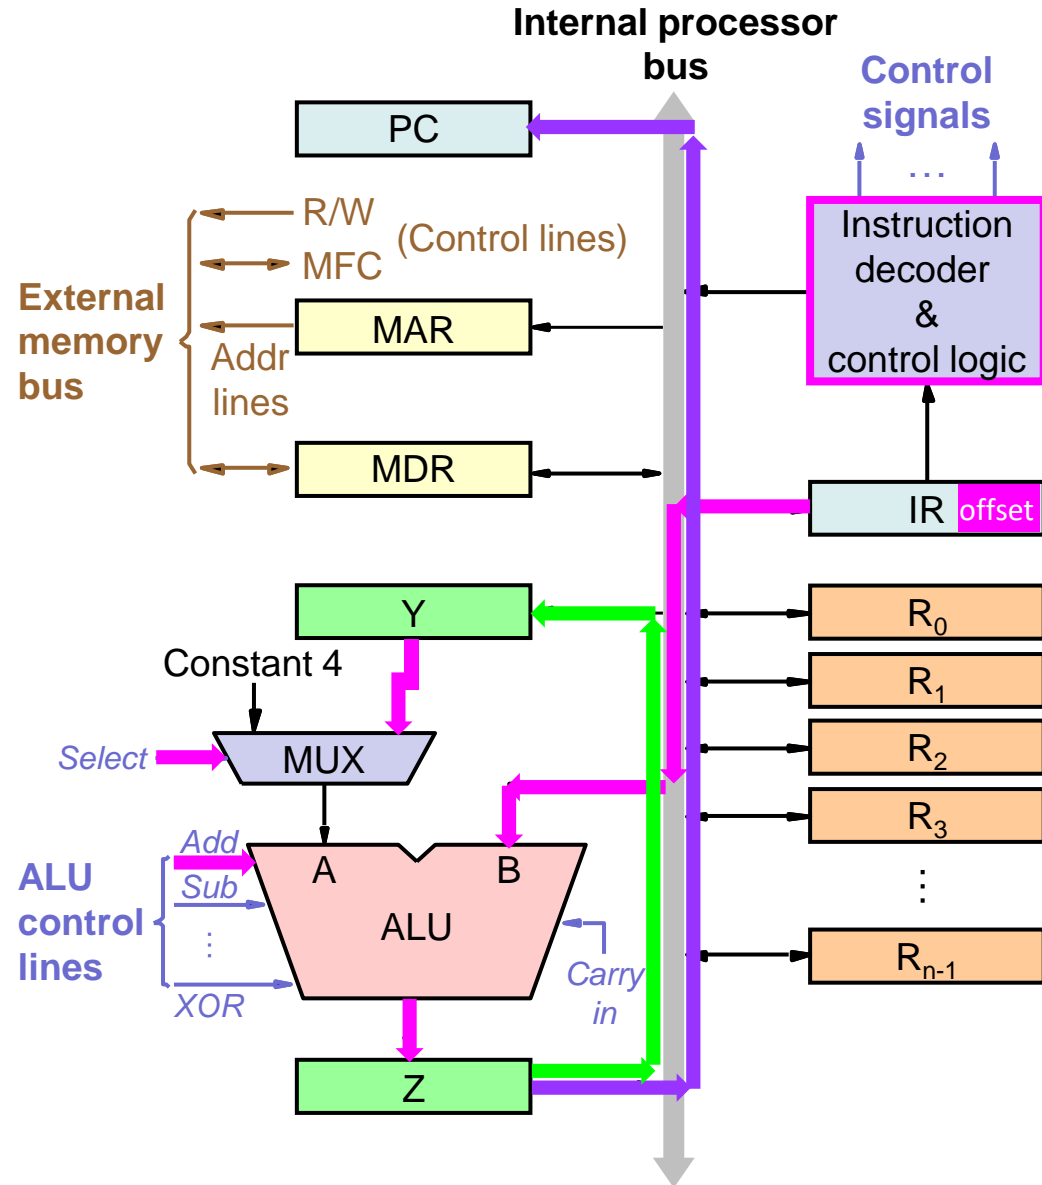 Internal processor
bus
Control
signals
...
PC
R/W
MFC
(Control lines)
External
memory
bus
MAR
Addr
lines
MDR
Instruction
decoder
&
control logic
IR
offset
Y
Constant 4
Select
MUX
R0
R1
R2
R3
⋮
Rn-1
ALU
control
lines
Add
Sub
⋮
XOR
A
B
ALU
Carry
in
Z